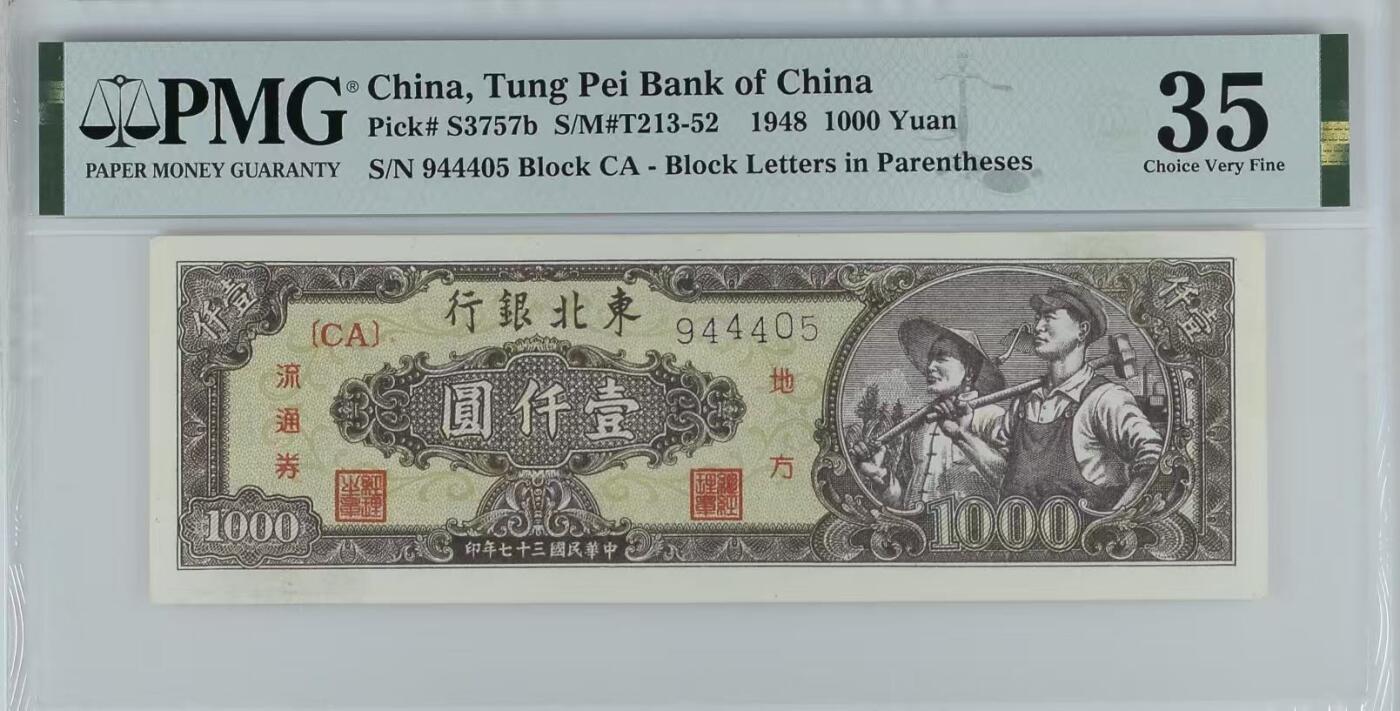 PMG®
PAPER MONEY GUARANTY
China, Tung Pei Bank of China
Pick# S3757b S/M#T213-52 1948 1000 Yuan
S/N 944405 Block CA - Block Letters in Parentheses
35
Choice Very Fine
壹仟
壹仟
東北銀行
(CA)
944405
地方
流通券
壹仟圓
1000
1000
中華民國三十七年印